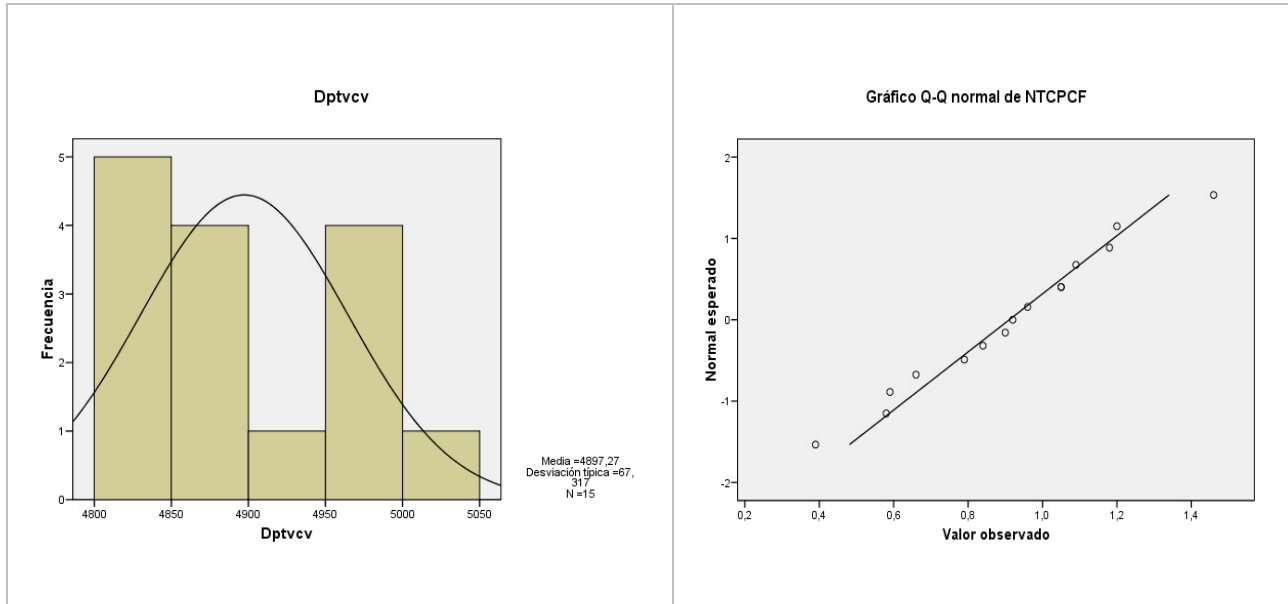 Dptvcv
5
4
3
2
1
0
Frecuencia
4800
4850
4900
4950
5000
5050
Dptvcv
Media =4897,27
Desviación típica =67,
317
N =15
Gráfico Q-Q normal de NTCPCF
2
1
0
-1
-2
Normal esperado
0,2
0,4
0,6
0,8
1,0
1,2
1,4
Valor observado